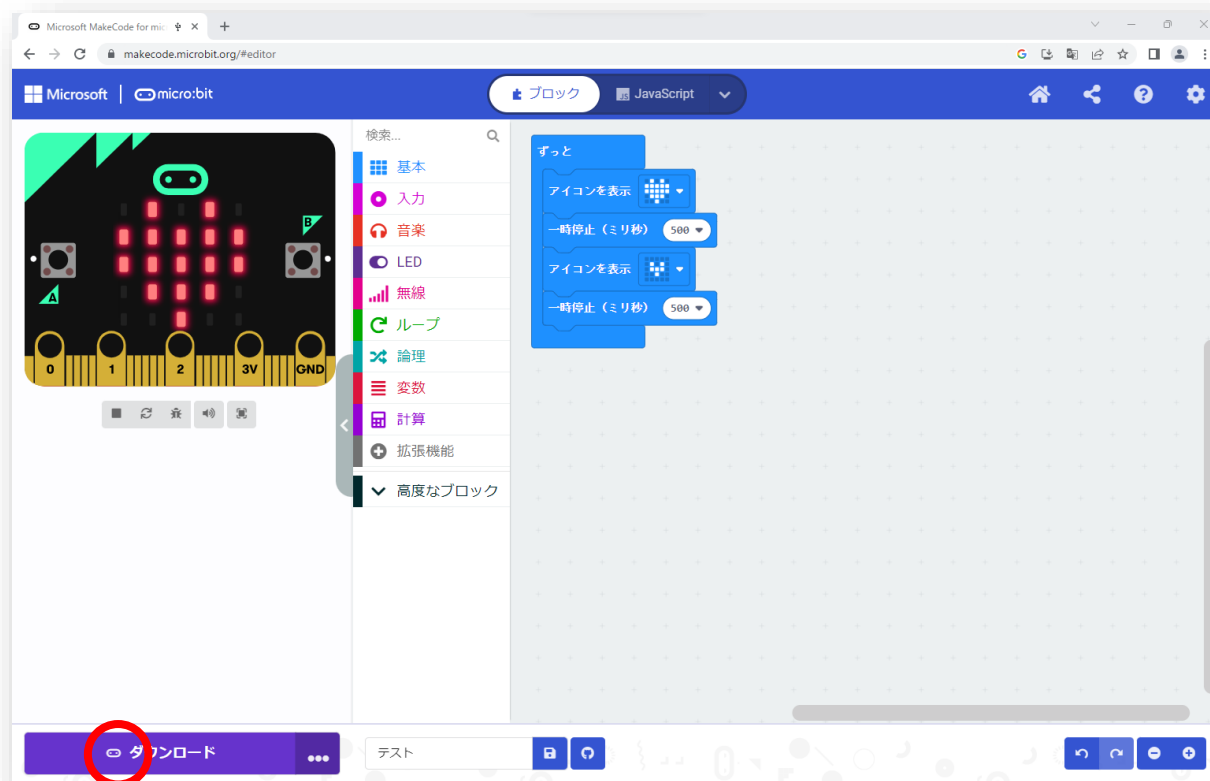 Microsoft MakeCode for mic
makecode.microbit.org/#editor
Microsoft micro:bit
ブロック
JS JavaScript
A
B
0 1 2 3V GND
検索...
基本
入力
音楽
LED
無線
ループ
論理
変数
計算
拡張機能
高度なブロック
ずっと
アイコンを表示
一時停止（ミリ秒） 500
アイコンを表示
一時停止（ミリ秒） 500
ダウンロード
テスト